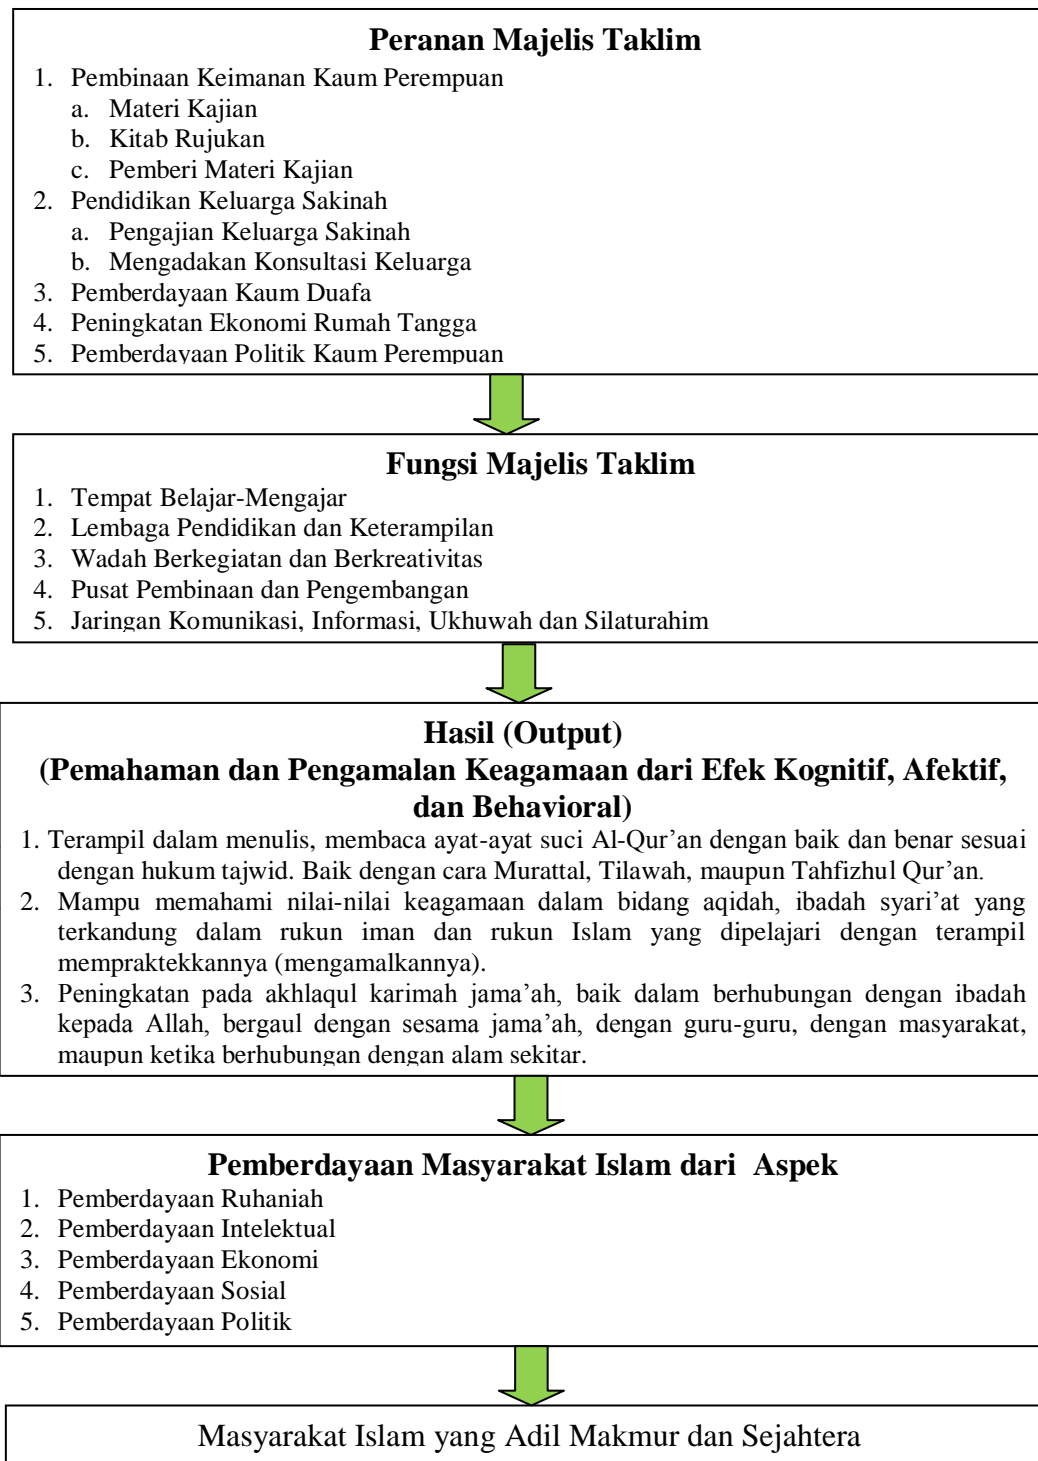 Peranan Majelis Taklim
1. Pembinaan Keimanan Kaum Perempuan
a. Materi Kajian
b. Kitab Rujukan
c. Pemberi Materi Kajian
2. Pendidikan Keluarga Sakinah
a. Pengajian Keluarga Sakinah
b. Mengadakan Konsultasi Keluarga
3. Pemberdayaan Kaum Duafa
4. Peningkatan Ekonomi Rumah Tangga
5. Pemberdayaan Politik Kaum Perempuan
Fungsi Majelis Taklim
1. Tempat Belajar-Mengajar
2. Lembaga Pendidikan dan Keterampilan
3. Wadah Berkegiatan dan Berkreativitas
4. Pusat Pembinaan dan Pengembangan
5. Jaringan Komunikasi, Informasi, Ukhuwah dan Silaturahim
Hasil (Output)
(Pemahaman dan Pengamalan Keagamaan dari Efek Kognitif, Afektif,
dan Behavioral)
1. Terampil dalam menulis, membaca ayat-ayat suci Al-Qur’an dengan baik dan benar sesuai
dengan hukum tajwid. Baik dengan cara Murattal, Tilawah, maupun Tahfizhul Qur’an.
2. Mampu memahami nilai-nilai keagamaan dalam bidang aqidah, ibadah syari’at yang
terkandung dalam rukun iman dan rukun Islam yang dipelajari dengan terampil
mempraktekkannya (mengamalkannya).
3. Peningkatan pada akhlaqul karimah jama’ah, baik dalam berhubungan dengan ibadah
kepada Allah, bergaul dengan sesama jama’ah, dengan guru-guru, dengan masyarakat,
maupun ketika berhubungan dengan alam sekitar.
Pemberdayaan Masyarakat Islam dari Aspek
1. Pemberdayaan Ruhaniah
2. Pemberdayaan Intelektual
3. Pemberdayaan Ekonomi
4. Pemberdayaan Sosial
5. Pemberdayaan Politik
Masyarakat Islam yang Adil Makmur dan Sejahtera